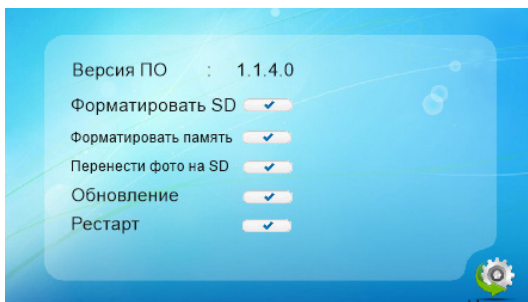 Версия ПО : 1.1.4.0
Форматировать SD
Форматировать память
Перенести фото на SD
Обновление
Рестарт